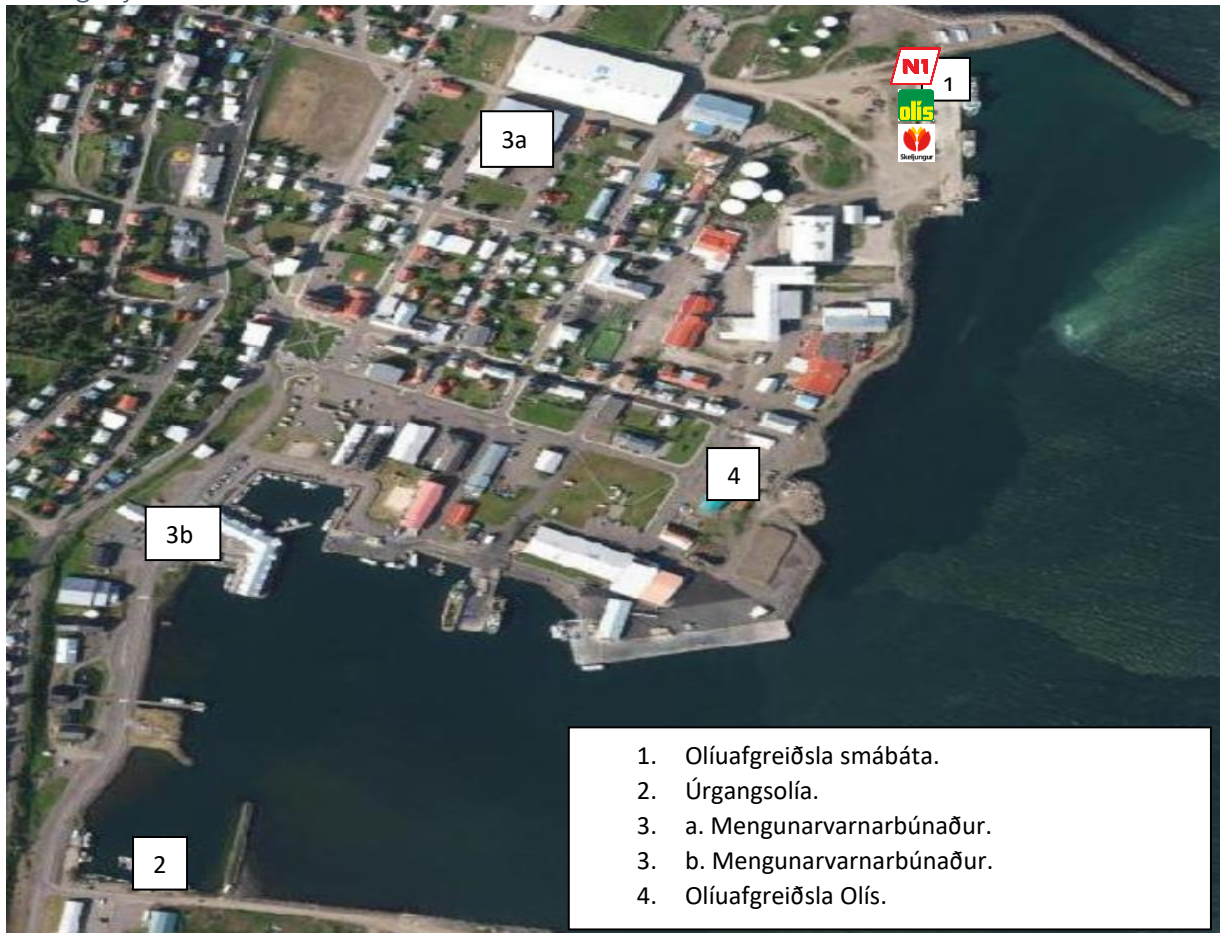 N1
1
olís
Skeljungur
3a
4
3b
2
1. Olíuafgreiðsla smábáta.
2. Úrgangsolía.
3. a. Mengunarvarnarbúnaður.
3. b. Mengunarvarnarbúnaður.
4. Olíuafgreiðsla Olís.